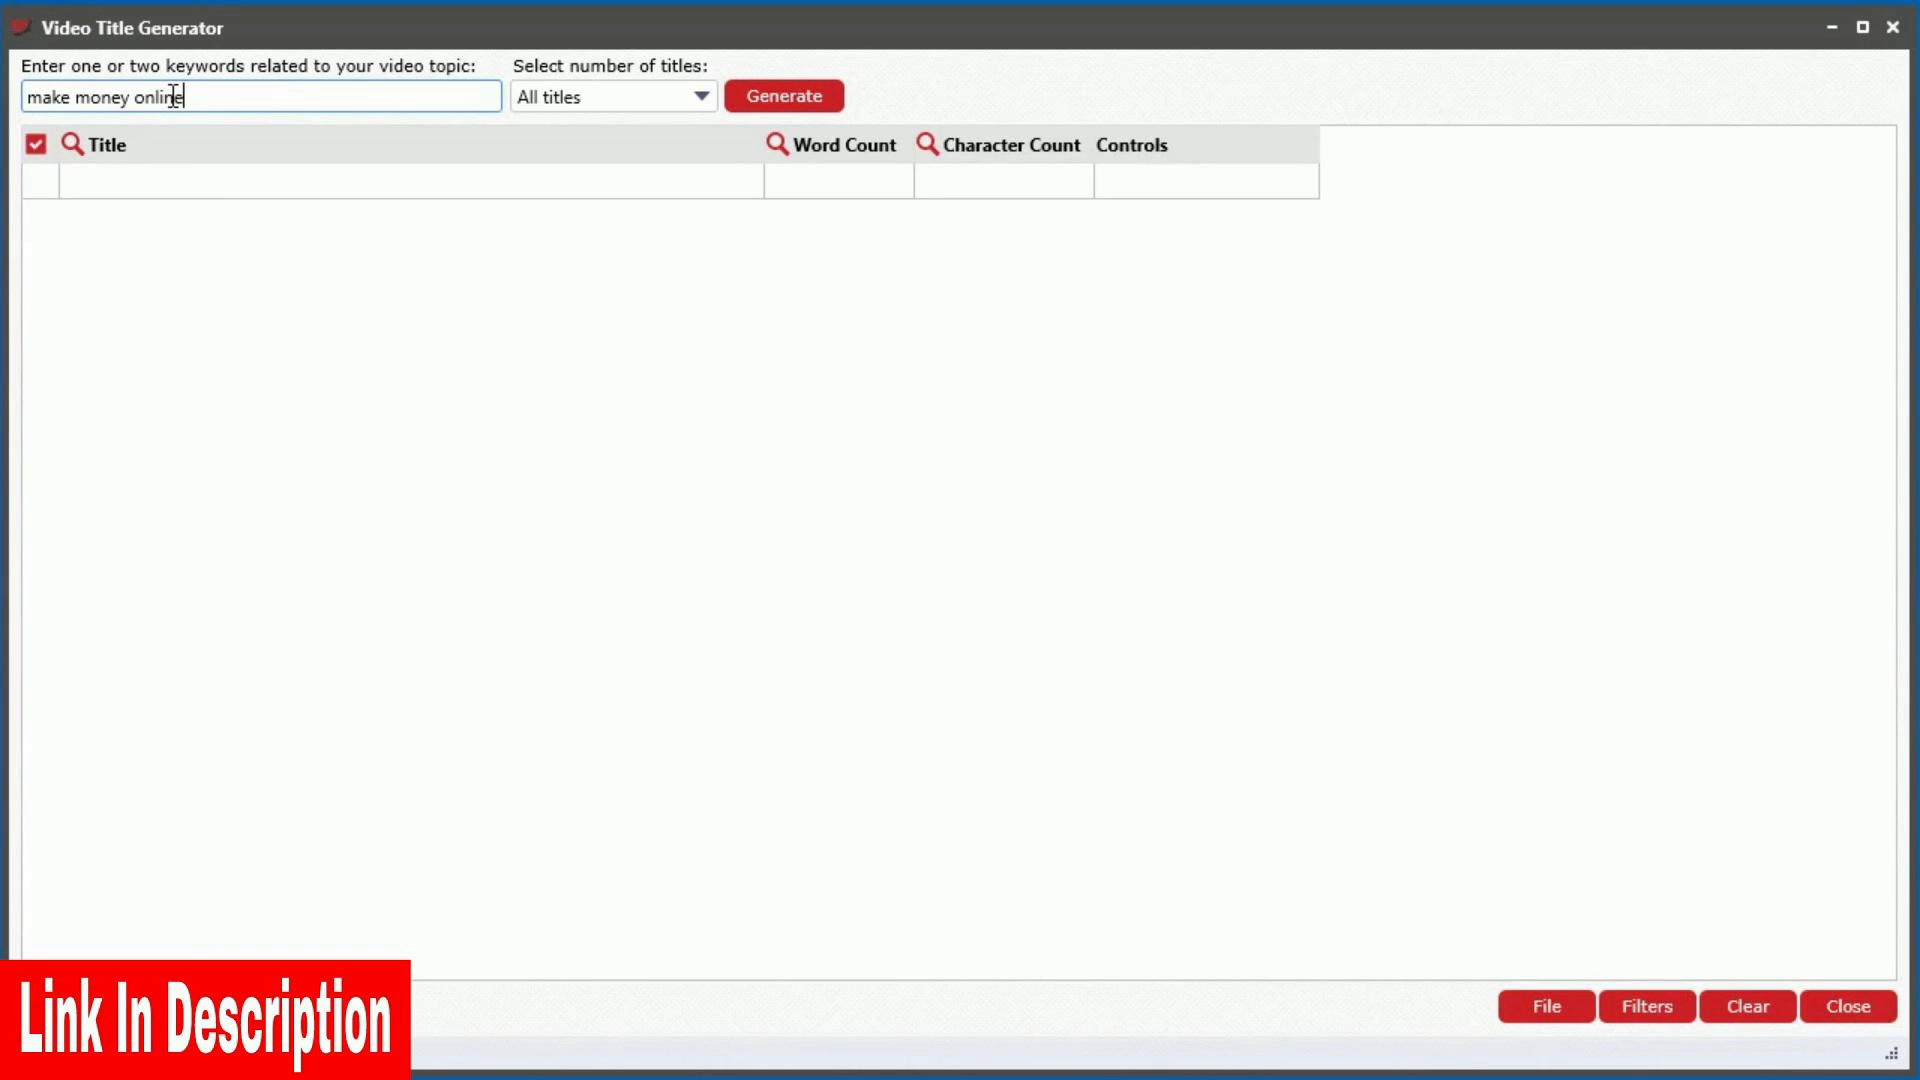 Video Title Generator
Enter one or two keywords related to your video topic: Select number of titles:
make money online All titles Generate
Title Word Count Character Count Controls
File Filters Clear Close
Link In Description